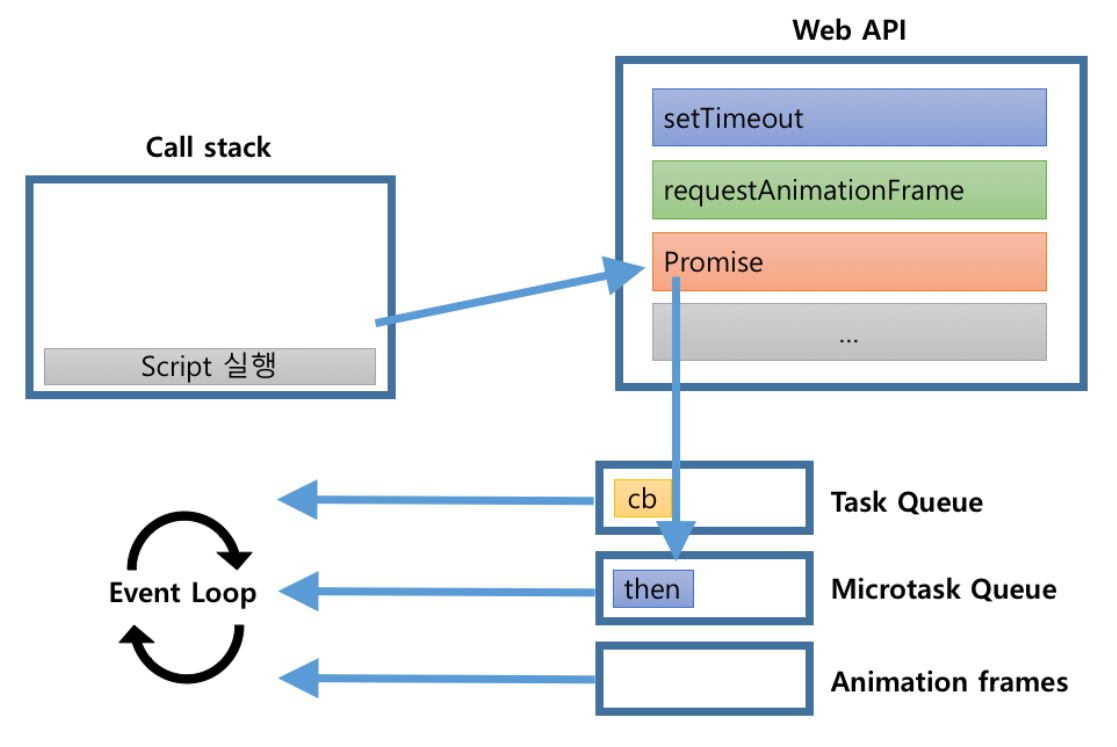 Web API
setTimeout
requestAnimationFrame
Promise
...
Call stack
Script 실행
cb
Task Queue
then
Microtask Queue
Animation frames
Event Loop